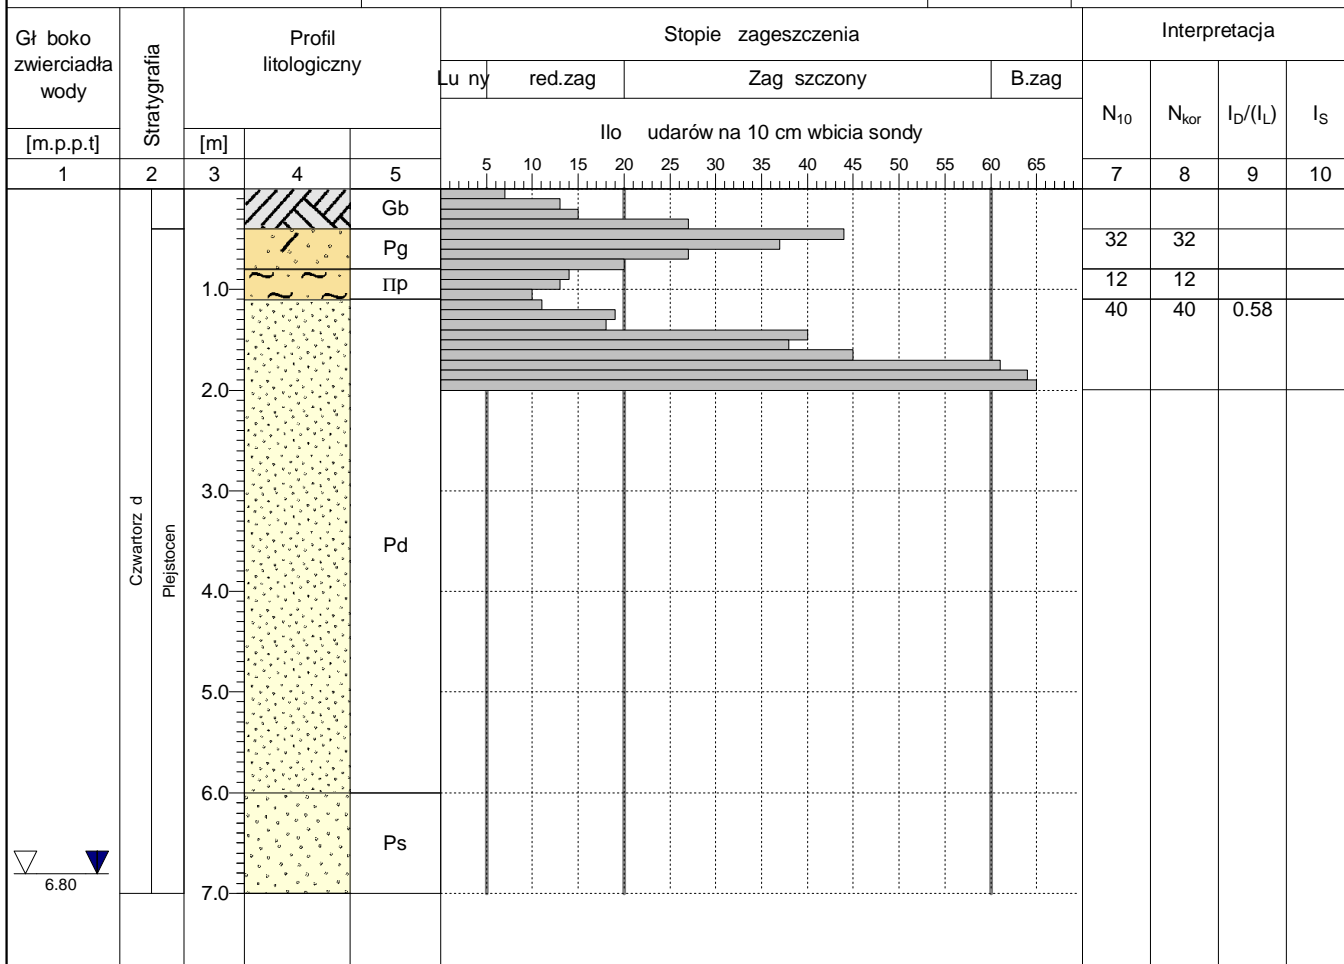 Gł boko
zwierciadła
wody
[m.p.p.t]
1
Stratygrafia
2
Profil
litologiczny
[m]
3
4
5
Stopie zageszczenia
Lu ny
red.zag
Zag szczony
B.zag
Ilo udarów na 10 cm wbicia sondy
5 10 15 20 25 30 35 40 45 50 55 60 65
Interpretacja
N10
Nkor
ID/(IL)
IS
7
8
9
10
Gb
Pg
32 32
Πp
12 12
1.0
40 40 0.58
2.0
3.0
Czwartorz d
Plejstocen
Pd
4.0
5.0
6.0
Ps
6.80
7.0